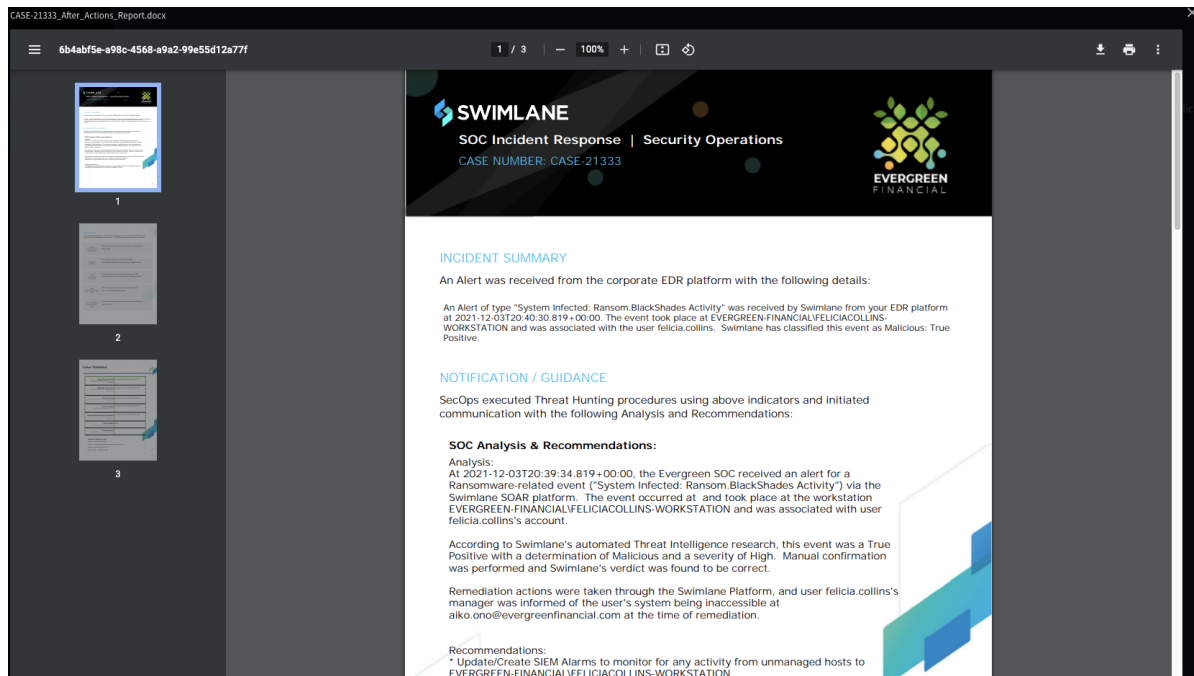 CASE-21333_After_Actions_Report.docx
6b4abf5e-a98c-4568-a9a2-99e55d12a77f
1 / 3
100%
1
2
3
SWIMLANE
SOC Incident Response | Security Operations
CASE NUMBER: CASE-21333
EVERGREEN
FINANCIAL
INCIDENT SUMMARY
An Alert was received from the corporate EDR platform with the following details:
An Alert of type "System Infected: Ransom.BlackShades Activity" was received by Swimlane from your EDR platform
at 2021-12-03T20:40:30.819+00:00. The event took place at EVERGREEN-FINANCIAL\FELICIACOLLINS-
WORKSTATION and was associated with the user felicia.collins. Swimlane has classified this event as Malicious: True
Positive.
NOTIFICATION / GUIDANCE
SecOps executed Threat Hunting procedures using above indicators and initiated
communication with the following Analysis and Recommendations:
SOC Analysis & Recommendations:
Analysis:
At 2021-12-03T20:39:34.819+00:00, the Evergreen SOC received an alert for a
Ransomware-related event ("System Infected: Ransom.BlackShades Activity") via the
Swimlane SOAR platform. The event occurred at and took place at the workstation
EVERGREEN-FINANCIAL\FELICIACOLLINS-WORKSTATION and was associated with user
felicia.collins's account.
According to Swimlane's automated Threat Intelligence research, this event was a True
Positive with a determination of Malicious and a severity of High. Manual confirmation
was performed and Swimlane's verdict was found to be correct.
Remediation actions were taken through the Swimlane Platform, and user felicia.collins's
manager was informed of the user's system being inaccessible at
aiko.ono@evergreenfinancial.com at the time of remediation.
Recommendations:
* Update/Create SIEM Alarms to monitor for any activity from unmanaged hosts to
EVERGREEN-FINANCIAL\FELICIACOLLINS-WORKSTATION